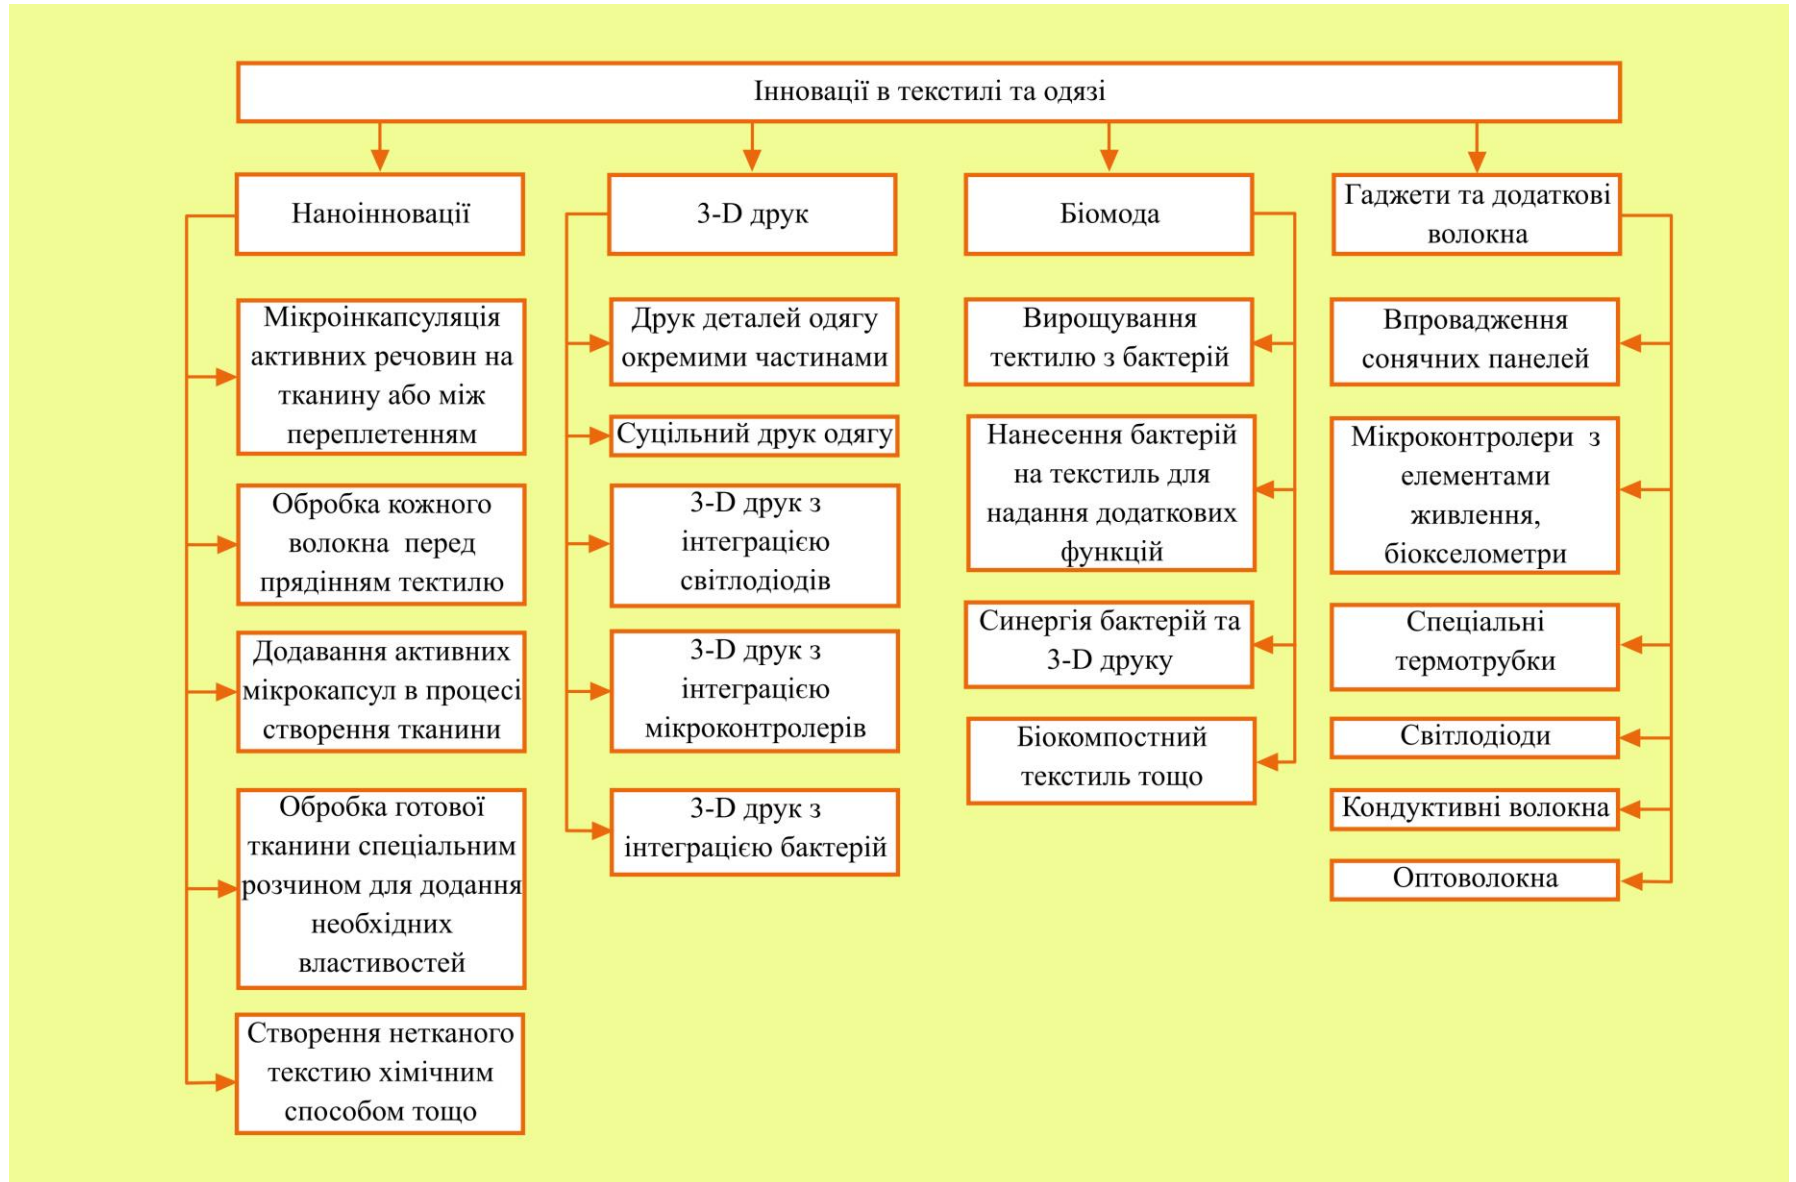 Інновації в текстилі та одязі
Наноінновації
Мікроінкапсуляція
активних речовин на
тканину або між
переплетенням
Обробка кожного
волокна перед
прядінням тектилю
Додавання активних
мікрокапсул в процесі
створення тканини
Обробка готової
тканини спеціальним
розчином для додання
необхідних
властивостей
Створення нетканого
текстию хімічним
способом тощо
3-D друк
Друк деталей одягу
окремими частинами
Суцільний друк одягу
3-D друк з
інтеграцією
світлодіодів
3-D друк з
інтеграцією
мікроконтролерів
3-D друк з
інтеграцією бактерій
Біомода
Вирощування
тектилю з бактерій
Нанесення бактерій
на текстиль для
надання додаткових
функцій
Синергія бактерій та
3-D друку
Біокомпостний
текстиль тощо
Гаджети та додаткові
волокна
Впровадження
сонячних панелей
Мікроконтролери з
елементами
живлення,
біокселометри
Спеціальні
термотрубки
Світлодіоди
Кондуктивні волокна
Оптоволокна